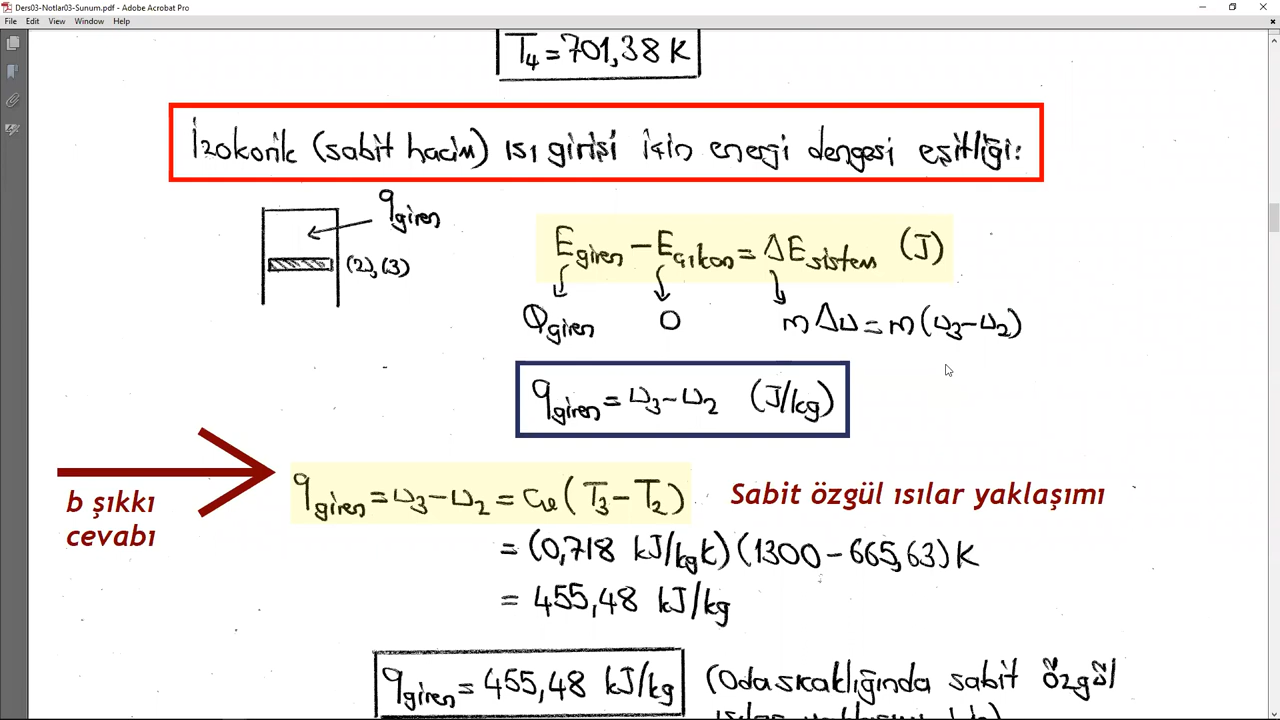 Ders03-Notlar03-Sunum.pdf - Adobe Acrobat Pro
File Edit View Window Help
T₄ = 701,38 K
İzokorik (sabit hacim) ısı girişi için energi dengesi eşitliği:
qgiren
(2),(3)
Egiren − Eçıkan = ΔEsistem (J)
Qgiren 0 mΔu = m(u₃−u₂)
qgiren = u₃−u₂ (J/kg)
b şıkkı
cevabı
qgiren = u₃−u₂ = cv(T₃−T₂) Sabit özgül ısılar yaklaşımı
= (0,718 kJ/kgK)(1300−665,63)K
= 455,48 kJ/kg
qgiren = 455,48 kJ/kg (Oda sıcaklığında sabit özgül